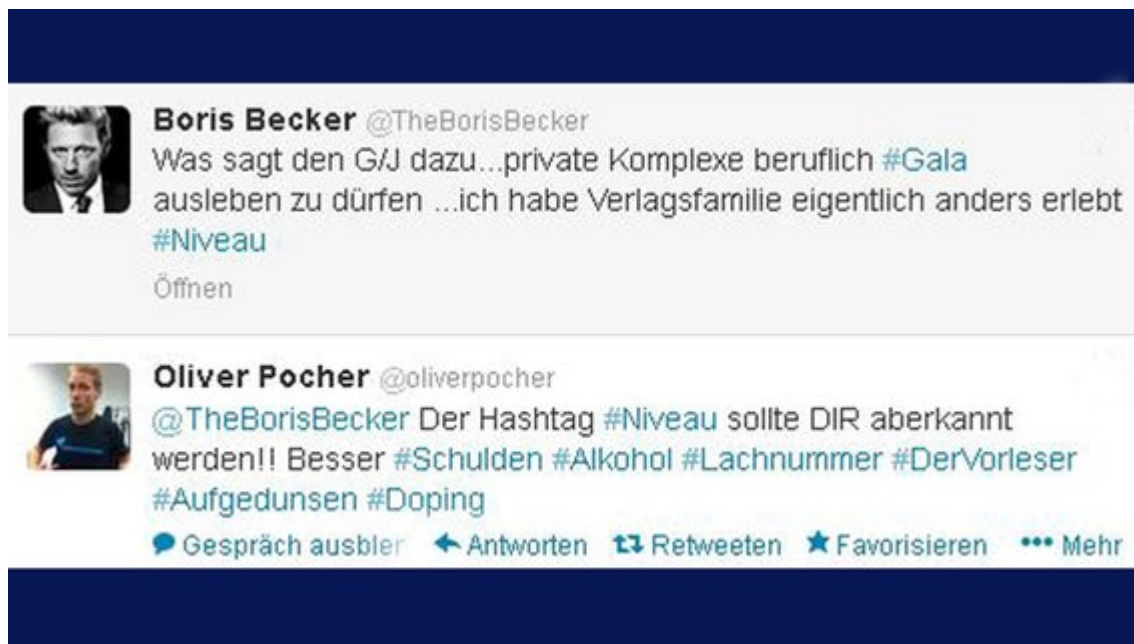 Boris Becker @TheBorisBecker
Was sagt den G/J dazu...private Komplexe beruflich #Gala
ausleben zu dürfen ...ich habe Verlagsfamilie eigentlich anders erlebt
#Niveau
Öffnen
Oliver Pocher @oliverpocher
@TheBorisBecker Der Hashtag #Niveau sollte DIR aberkannt
werden!! Besser #Schulden #Alkohol #Lachnummer #DerVorleser
#Aufgedunsen #Doping
Gespräch ausbler Antworten Retweeten Favorisieren Mehr